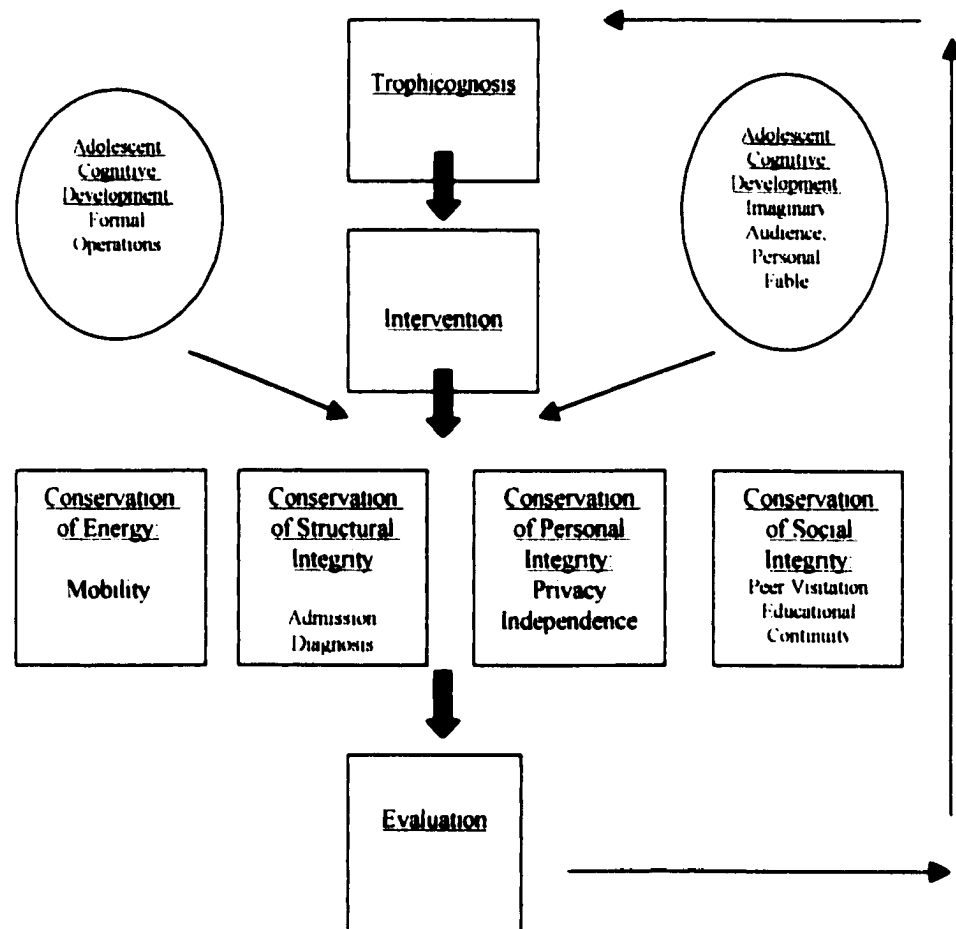 Trophicognosis
Adolescent
Cognitive
Development
Formal
Operations
Adolescent
Cognitive
Development
Imaginary
Audience,
Personal
Fable
Intervention
Conservation
of Energy:
Mobility
Conservation
of Structural
Integrity
Admission
Diagnosis
Conservation
of Personal
Integrity:
Privacy
Independence
Conservation
of Social
Integrity:
Peer Visitation
Educational
Continuity
Evaluation